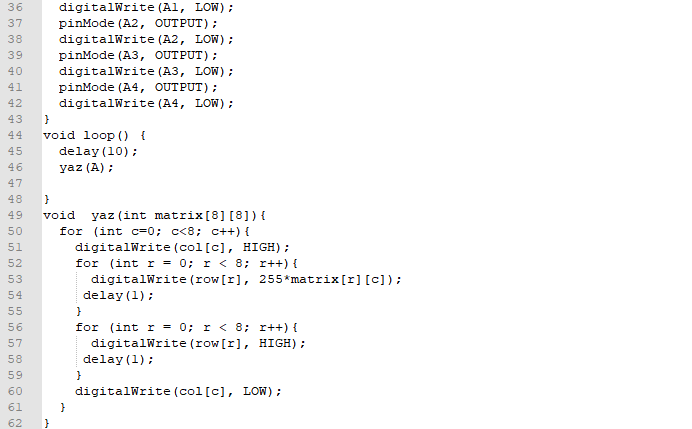 36    digitalWrite(A1, LOW);
37    pinMode(A2, OUTPUT);
38    digitalWrite(A2, LOW);
39    pinMode(A3, OUTPUT);
40    digitalWrite(A3, LOW);
41    pinMode(A4, OUTPUT);
42    digitalWrite(A4, LOW);
43  }
44  void loop() {
45    delay(10);
46    yaz(A);
47
48  }
49  void  yaz(int matrix[8][8]){
50    for (int c=0; c<8; c++){
51      digitalWrite(col[c], HIGH);
52      for (int r = 0; r < 8; r++){
53        digitalWrite(row[r], 255*matrix[r][c]);
54       delay(1);
55      }
56      for (int r = 0; r < 8; r++){
57        digitalWrite(row[r], HIGH);
58       delay(1);
59      }
60      digitalWrite(col[c], LOW);
61    }
62  }